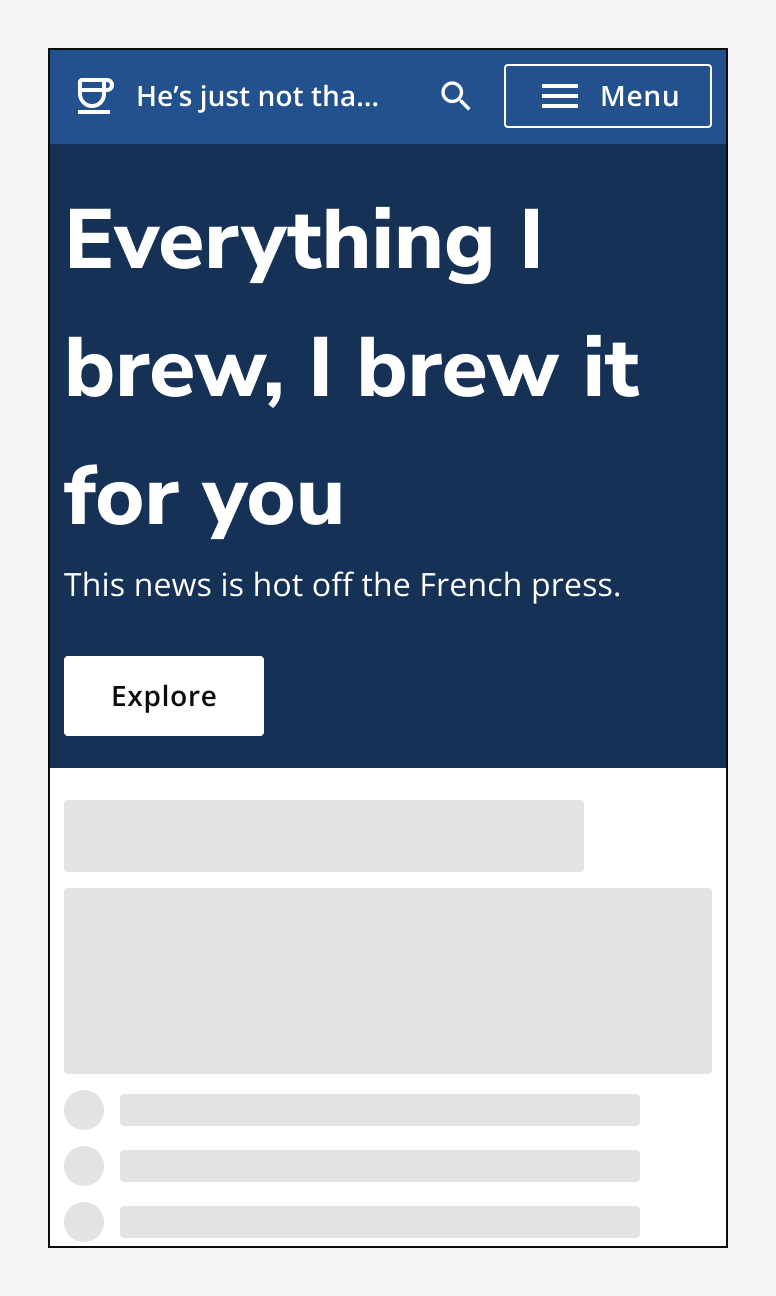 He’s just not tha...
Menu
Everything I
brew, I brew it
for you
This news is hot off the French press.
Explore